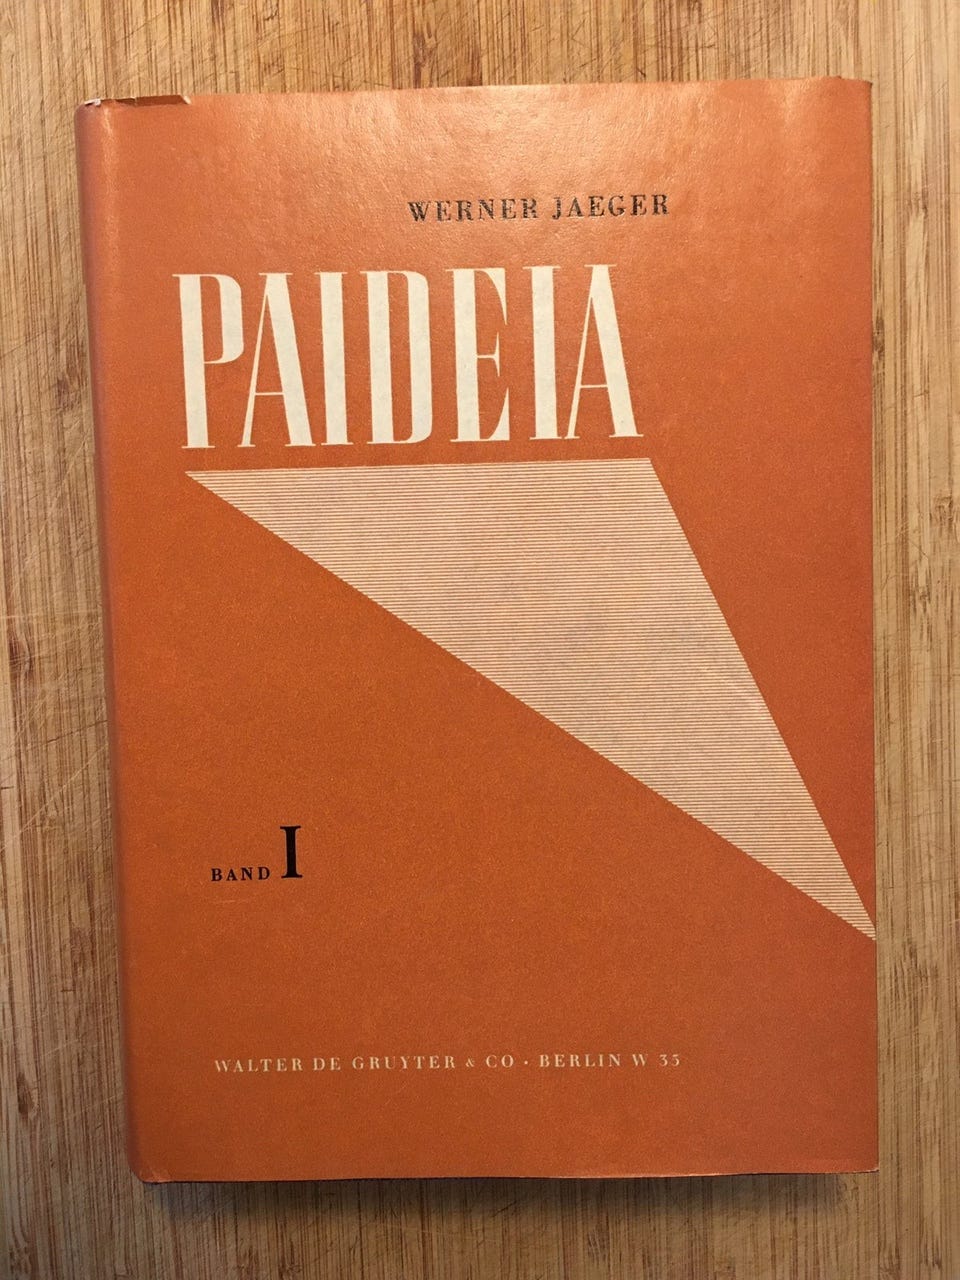 WERNER JAEGER
PAIDEIA
BAND I
WALTER DE GRUYTER & CO · BERLIN W 35